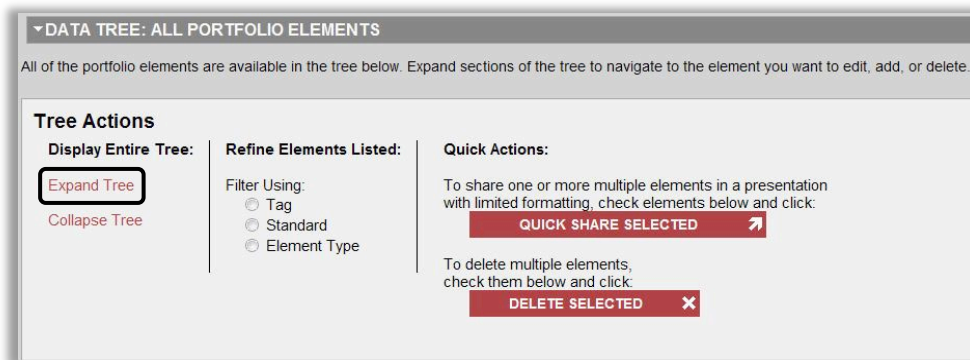 DATA TREE: ALL PORTFOLIO ELEMENTS
All of the portfolio elements are available in the tree below. Expand sections of the tree to navigate to the element you want to edit, add, or delete.
Tree Actions
Display Entire Tree:
Expand Tree
Collapse Tree
Refine Elements Listed:
Filter Using:
Tag
Standard
Element Type
Quick Actions:
To share one or more multiple elements in a presentation
with limited formatting, check elements below and click:
QUICK SHARE SELECTED
To delete multiple elements,
check them below and click:
DELETE SELECTED